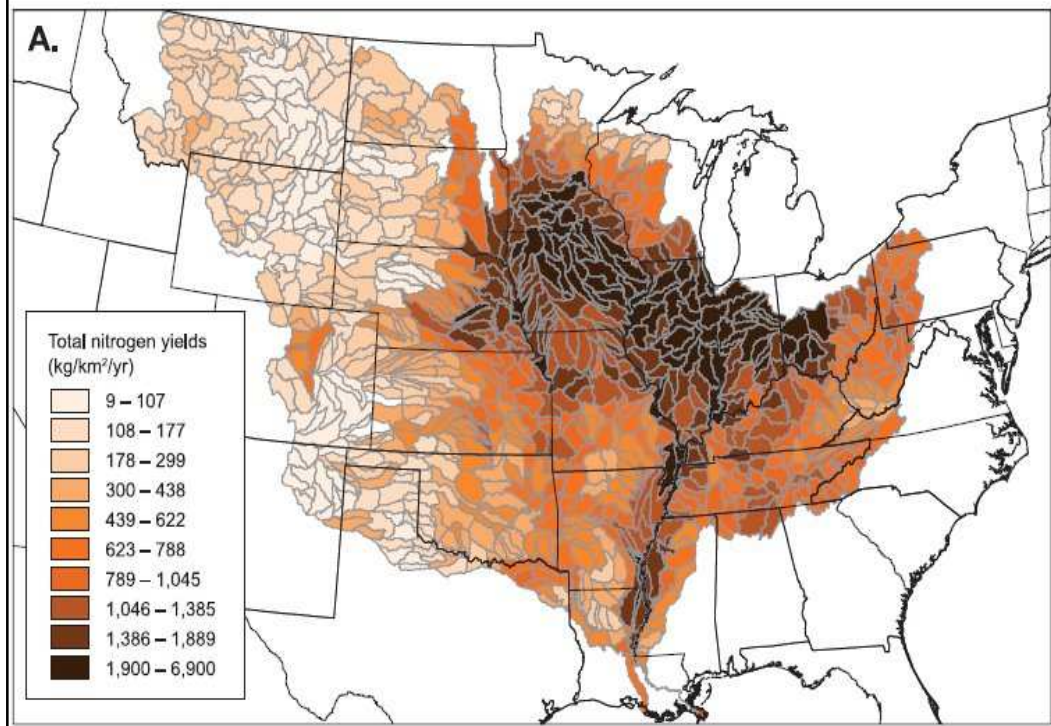 A.
Total nitrogen yields
(kg/km²/yr)
9 – 107
108 – 177
178 – 299
300 – 438
439 – 622
623 – 788
789 – 1,045
1,046 – 1,385
1,386 – 1,889
1,900 – 6,900